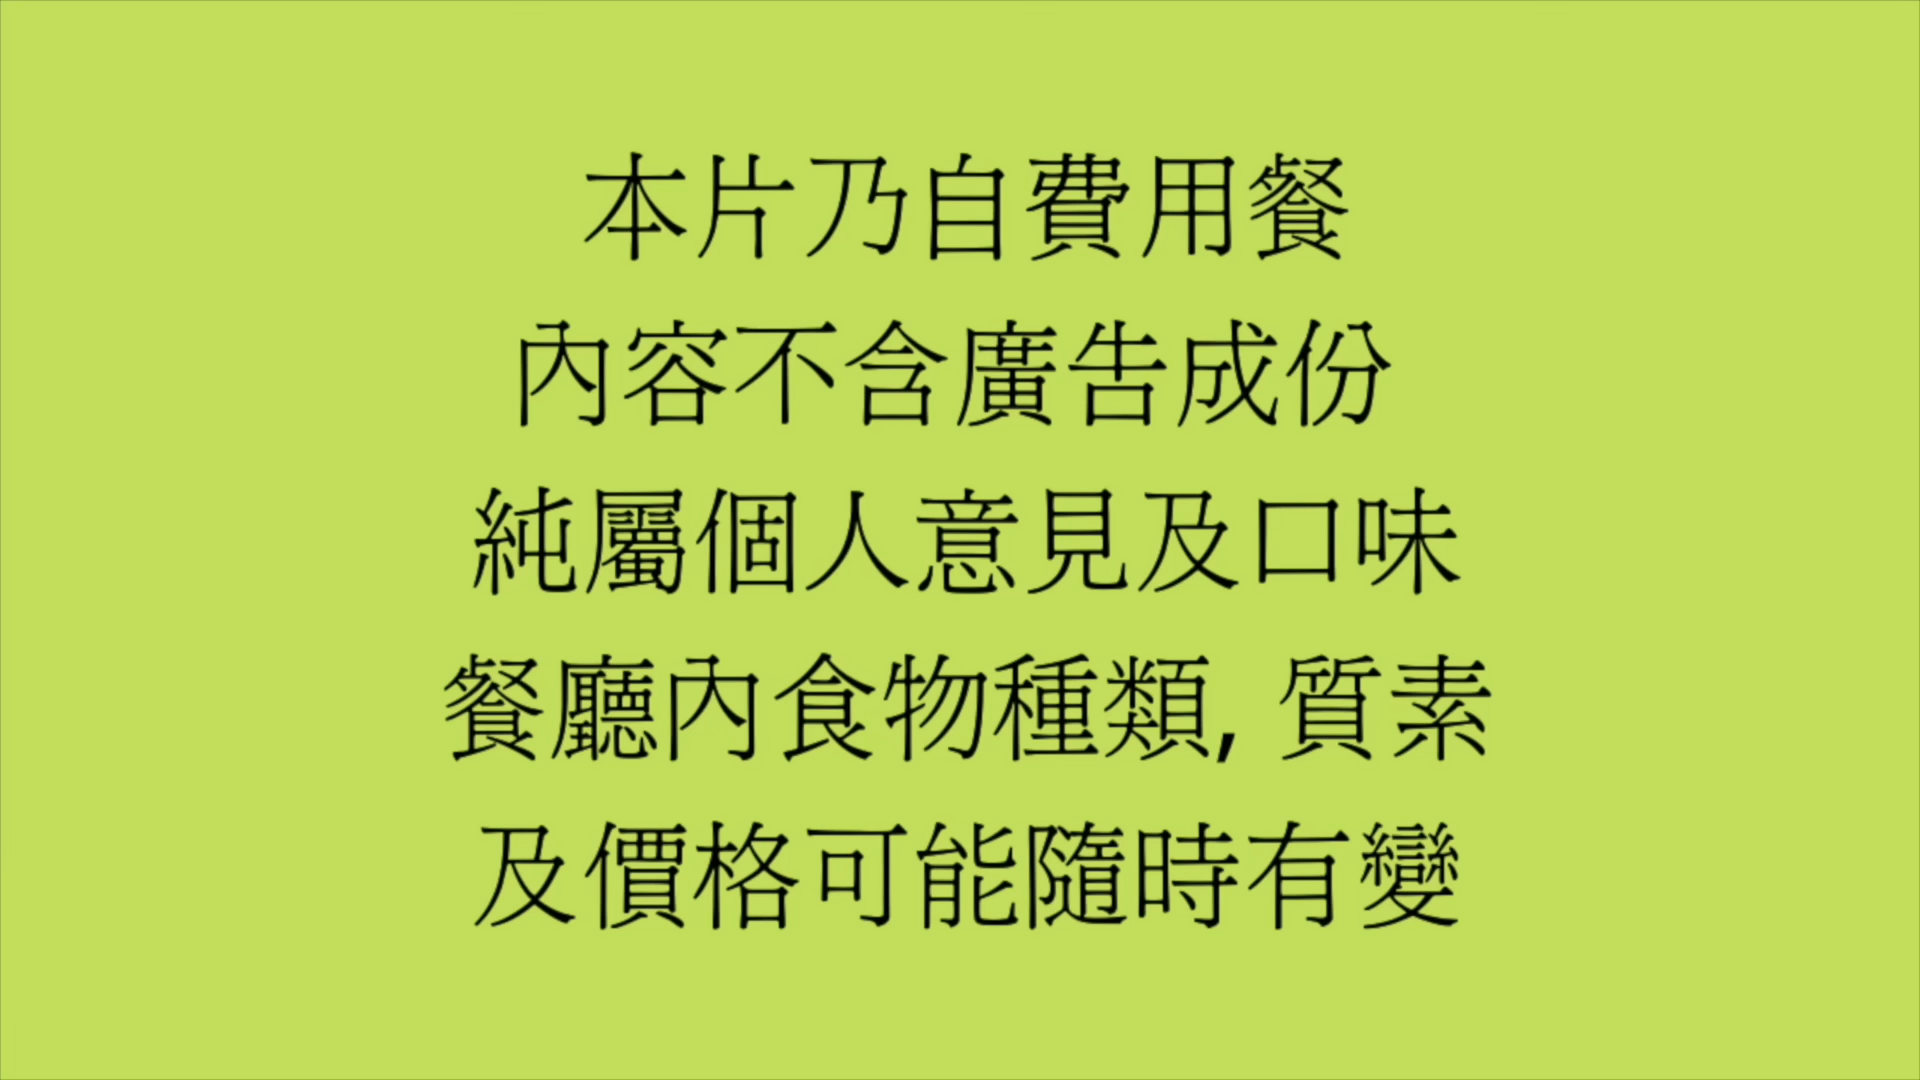 本片乃自費用餐
內容不含廣告成份
純屬個人意見及口味
餐廳內食物種類, 質素
及價格可能隨時有變